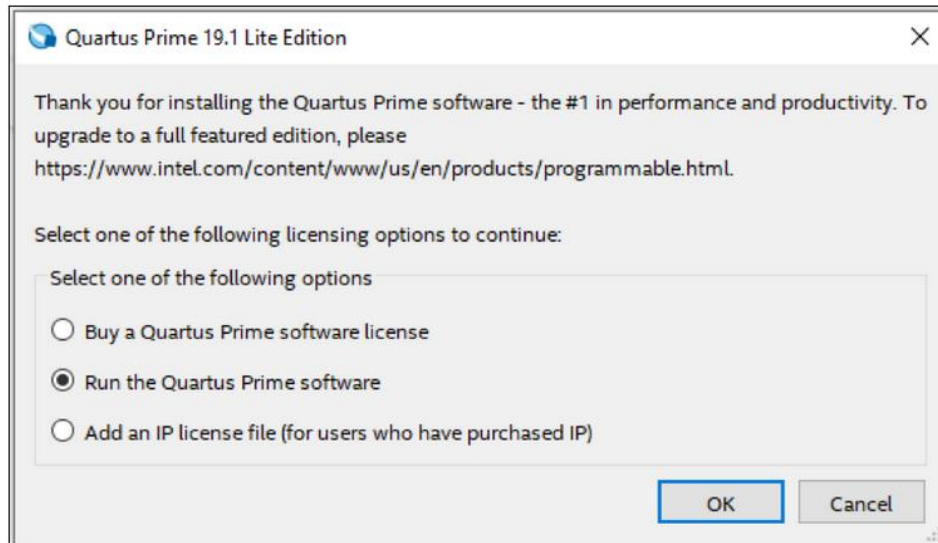 Quartus Prime 19.1 Lite Edition
Thank you for installing the Quartus Prime software - the #1 in performance and productivity. To
upgrade to a full featured edition, please
https://www.intel.com/content/www/us/en/products/programmable.html.
Select one of the following licensing options to continue:
Select one of the following options
Buy a Quartus Prime software license
Run the Quartus Prime software
Add an IP license file (for users who have purchased IP)
OK Cancel